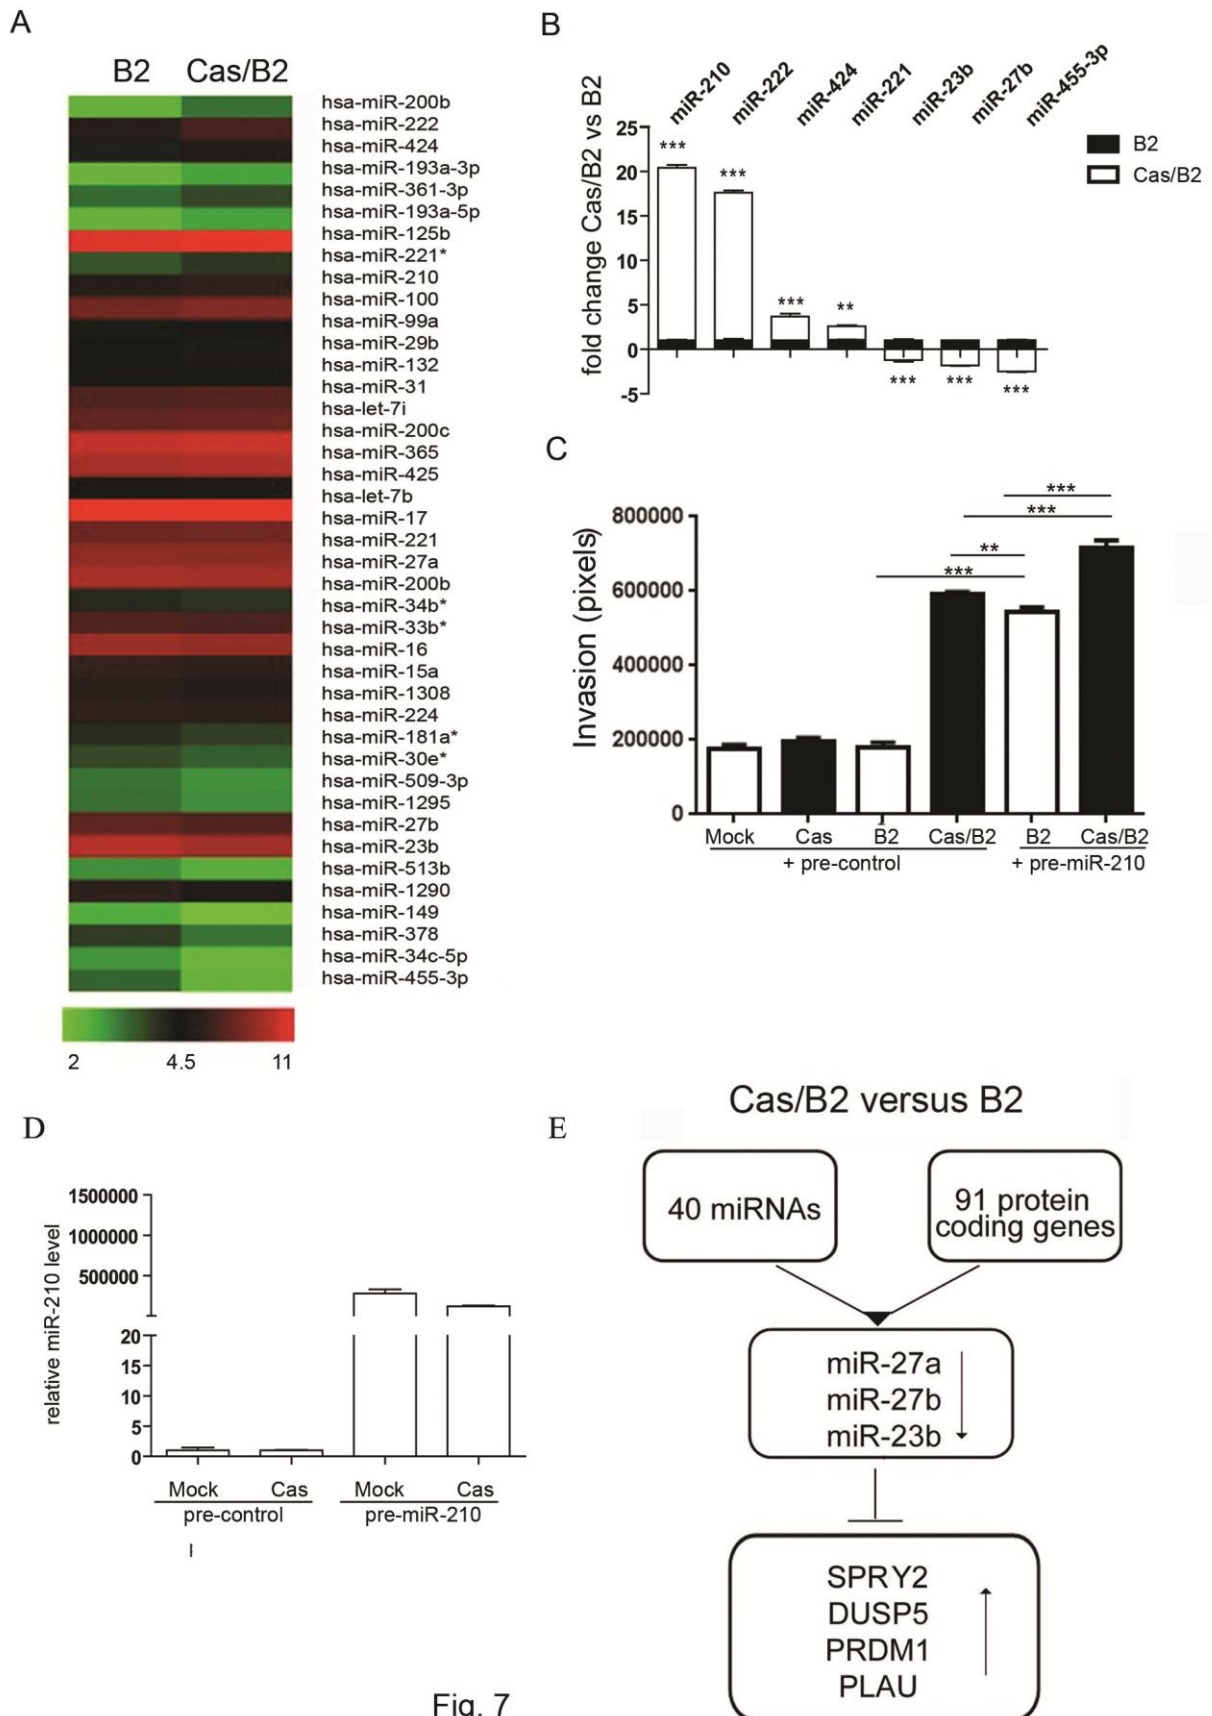 A
B2 Cas/B2
hsa-miR-200b
hsa-miR-222
hsa-miR-424
hsa-miR-193a-3p
hsa-miR-361-3p
hsa-miR-193a-5p
hsa-miR-125b
hsa-miR-221*
hsa-miR-210
hsa-miR-100
hsa-miR-99a
hsa-miR-29b
hsa-miR-132
hsa-miR-31
hsa-let-7i
hsa-miR-200c
hsa-miR-365
hsa-miR-425
hsa-let-7b
hsa-miR-17
hsa-miR-221
hsa-miR-27a
hsa-miR-200b
hsa-miR-34b*
hsa-miR-33b*
hsa-miR-16
hsa-miR-15a
hsa-miR-1308
hsa-miR-224
hsa-miR-181a*
hsa-miR-30e*
hsa-miR-509-3p
hsa-miR-1295
hsa-miR-27b
hsa-miR-23b
hsa-miR-513b
hsa-miR-1290
hsa-miR-149
hsa-miR-378
hsa-miR-34c-5p
hsa-miR-455-3p
2 4.5 11
B
miR-210 miR-222 miR-424 miR-221 miR-23b miR-27b miR-455-3p
fold change Cas/B2 vs B2
25
20
15
10
5
0
-5
*** *** *** ** *** *** ***
B2
Cas/B2
C
Invasion (pixels)
800000
600000
400000
200000
0
***
***
**
***
Mock Cas B2 Cas/B2 B2 Cas/B2
+ pre-control + pre-miR-210
D
relative miR-210 level
1500000
1000000
500000
20
15
10
5
0
Mock Cas Mock Cas
pre-control pre-miR-210
E
Cas/B2 versus B2
40 miRNAs
91 protein
coding genes
miR-27a
miR-27b
miR-23b
SPRY2
DUSP5
PRDM1
PLAU
Fig. 7